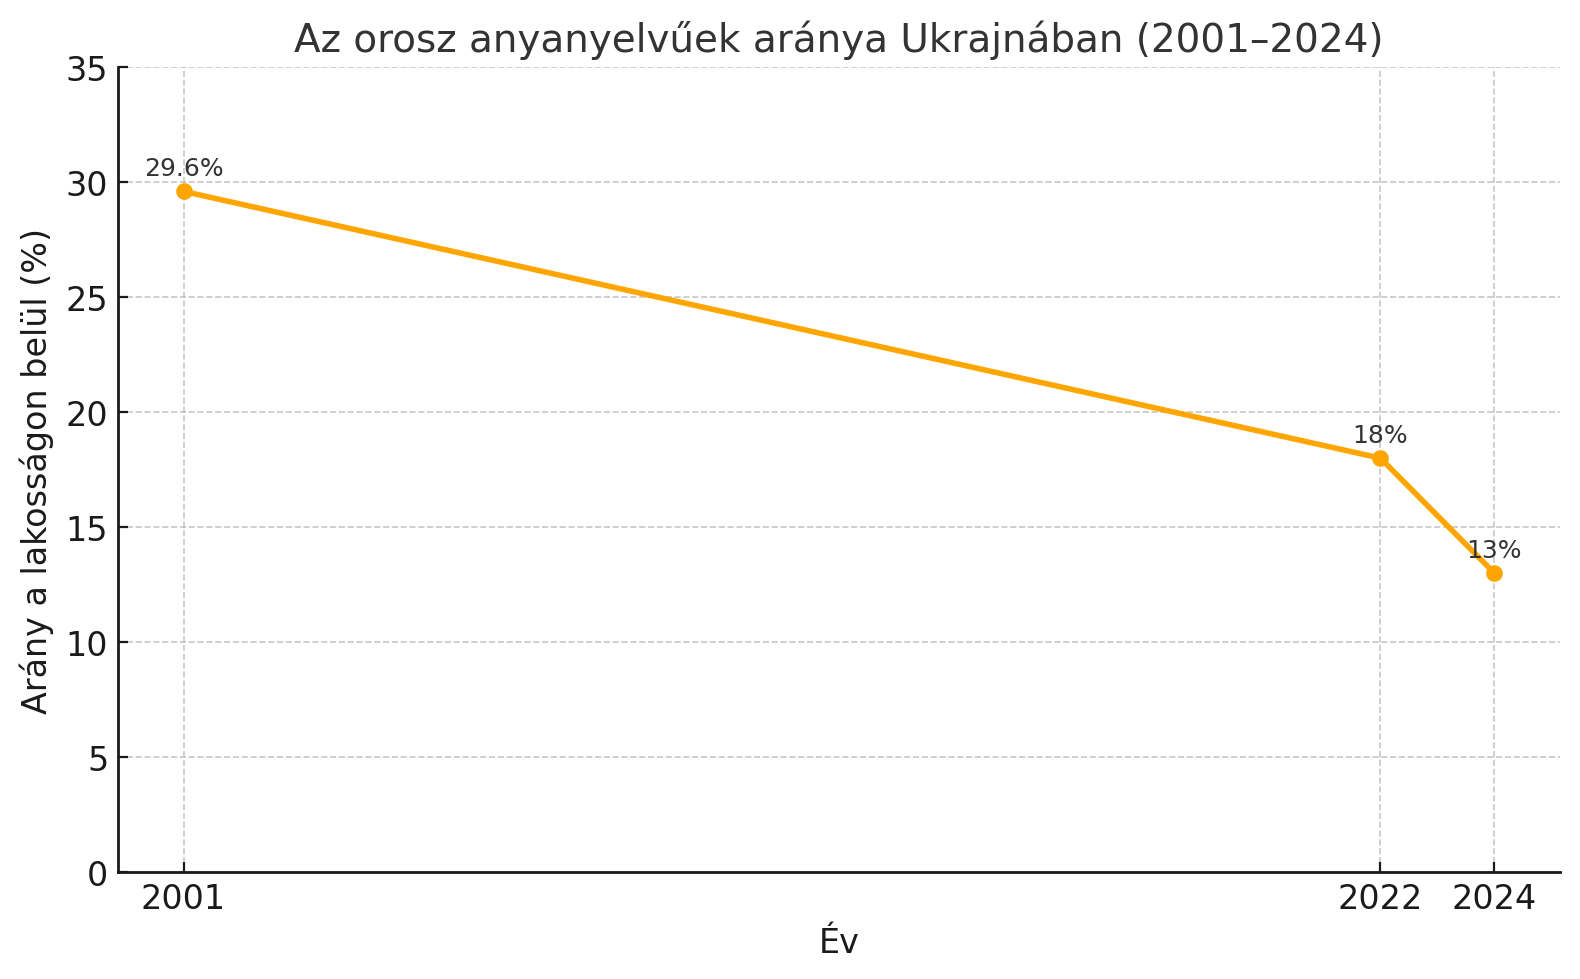 Az orosz anyanyelvűek aránya Ukrajnában (2001–2024)
Arány a lakosságon belül (%)
35
30
25
20
15
10
5
0
29.6%
18%
13%
2001 2022 2024
Év